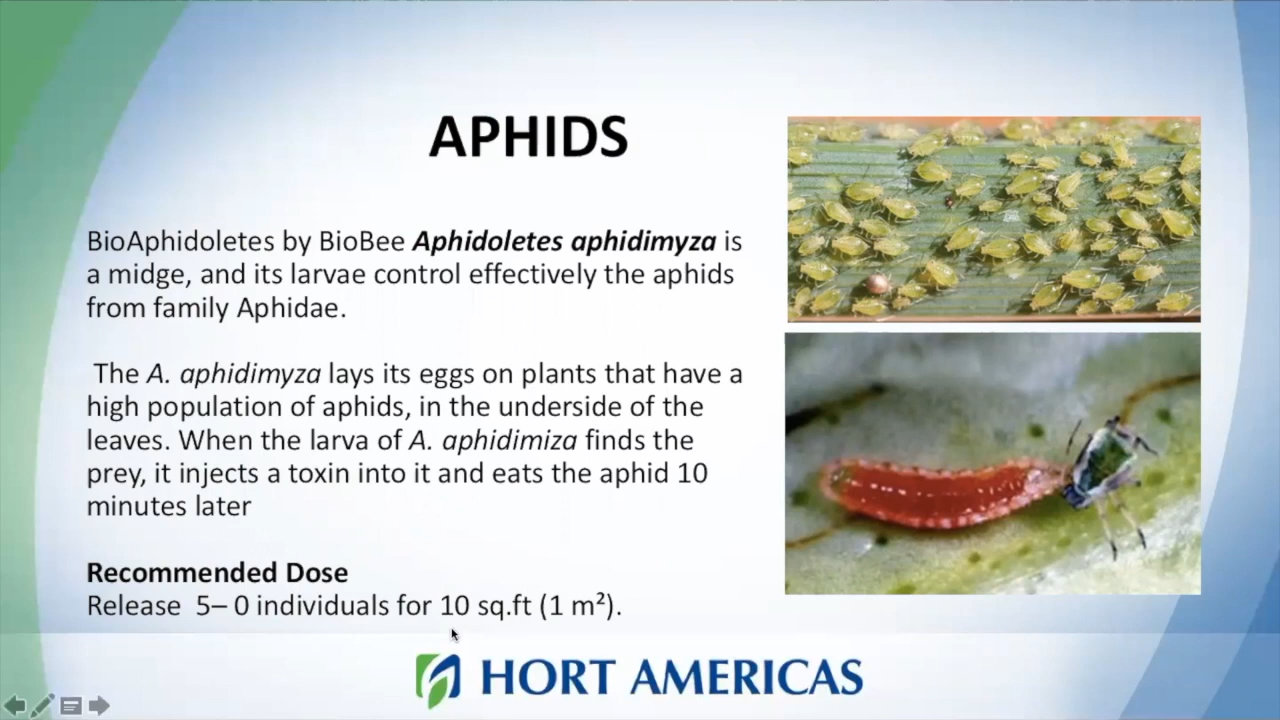 APHIDS
BioAphidoletes by BioBee Aphidoletes aphidimyza is
a midge, and its larvae control effectively the aphids
from family Aphidae.
The A. aphidimyza lays its eggs on plants that have a
high population of aphids, in the underside of the
leaves. When the larva of A. aphidimiza finds the
prey, it injects a toxin into it and eats the aphid 10
minutes later
Recommended Dose
Release 5– 0 individuals for 10 sq.ft (1 m²).
HORT AMERICAS